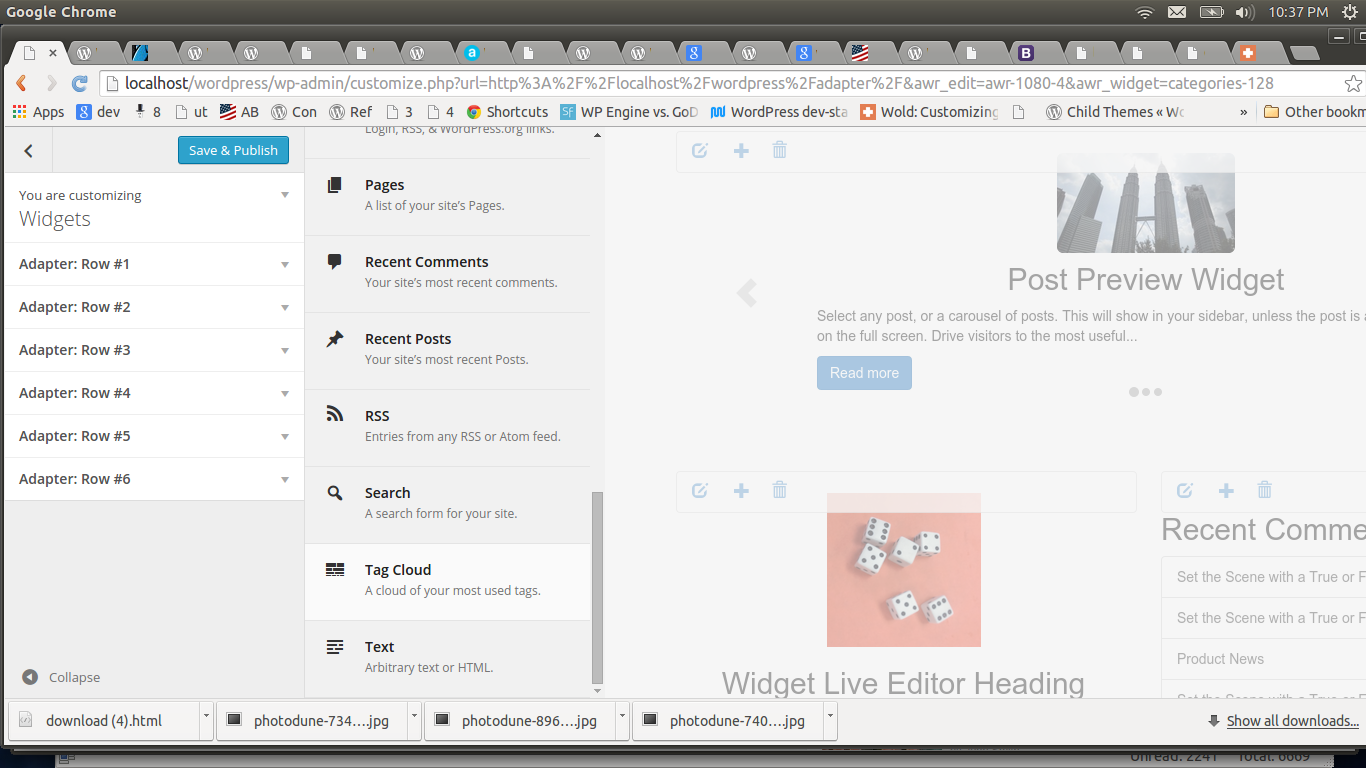 Google Chrome
10:37 PM
localhost/wordpress/wp-admin/customize.php?url=http%3A%2F%2Flocalhost%2Fwordpress%2Fadapter%2F&awr_edit=awr-1080-4&awr_widget=categories-128
Apps
dev
8
ut
AB
Con
Ref
3
4
Shortcuts
WP Engine vs. GoD
WordPress dev-sta
Wold: Customizing
Child Themes « Wo
»
Other bookm
Save & Publish
You are customizing
Widgets
Adapter: Row #1
Adapter: Row #2
Adapter: Row #3
Adapter: Row #4
Adapter: Row #5
Adapter: Row #6
Collapse
Login, RSS, & WordPress.org links.
Pages
A list of your site's Pages.
Recent Comments
Your site's most recent comments.
Recent Posts
Your site's most recent Posts.
RSS
Entries from any RSS or Atom feed.
Search
A search form for your site.
Tag Cloud
A cloud of your most used tags.
Text
Arbitrary text or HTML.
Post Preview Widget
Select any post, or a carousel of posts. This will show in your sidebar, unless the post is a
on the full screen. Drive visitors to the most useful...
Read more
Widget Live Editor Heading
Recent Comme
Set the Scene with a True or F
Set the Scene with a True or F
Product News
Set the Scene with a True or F
download (4).html
photodune-734....jpg
photodune-896....jpg
photodune-740....jpg
Show all downloads...
Unread: 2241 Total: 6669